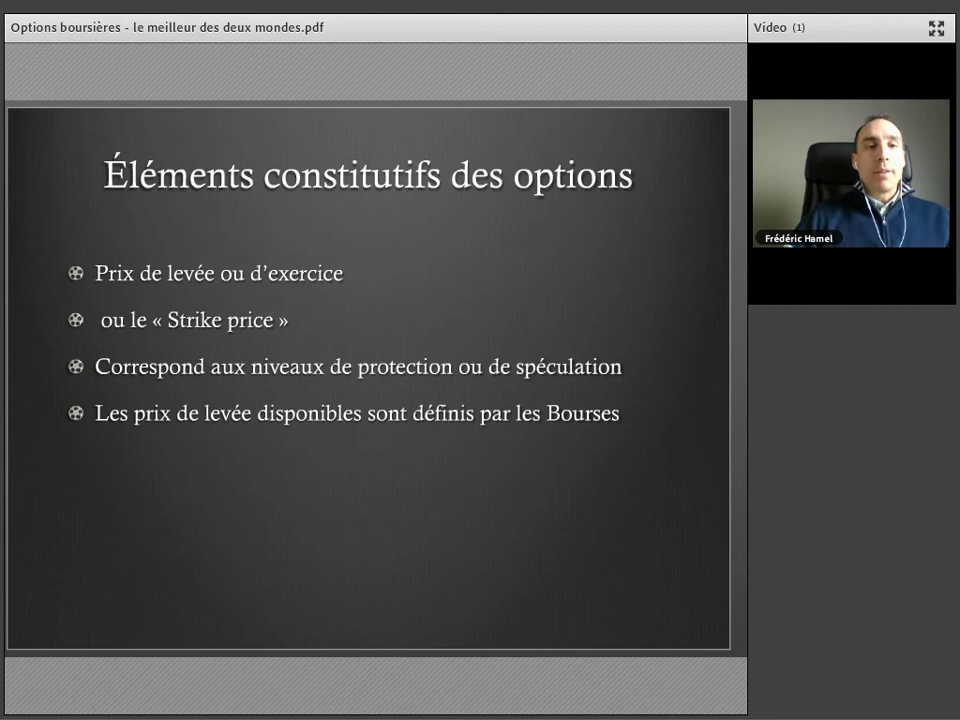 Options boursières - le meilleur des deux mondes.pdf
Video (1)
Éléments constitutifs des options
Prix de levée ou d’exercice
ou le « Strike price »
Correspond aux niveaux de protection ou de spéculation
Les prix de levée disponibles sont définis par les Bourses
Frédéric Hamel